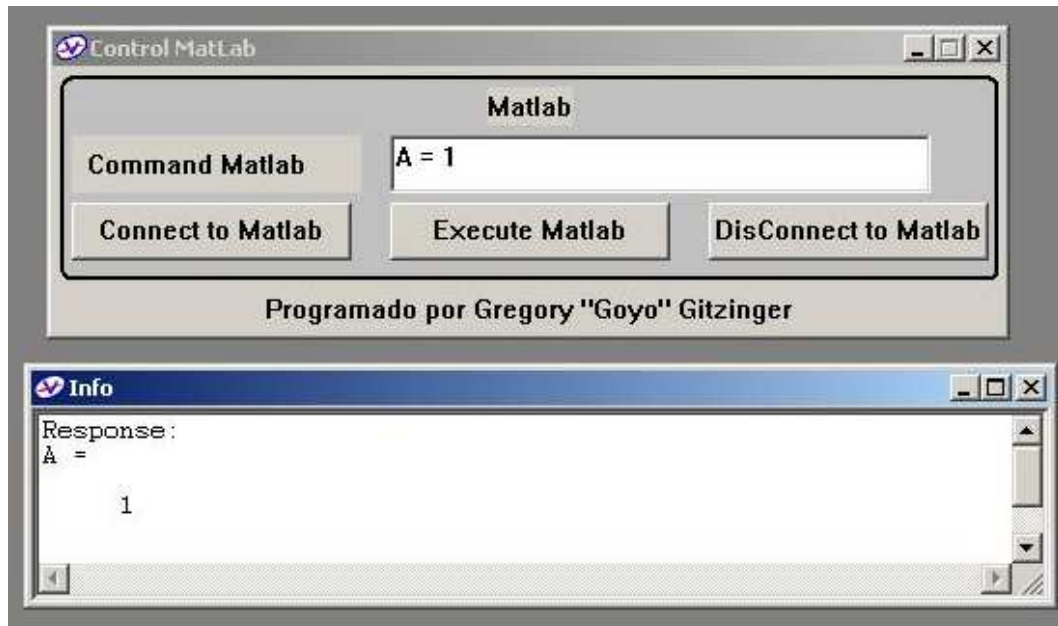 Control MatLab
Matlab
Command Matlab
A = 1
Connect to Matlab
Execute Matlab
DisConnect to Matlab
Programado por Gregory "Goyo" Gitzinger
Info
Response:
A =
1